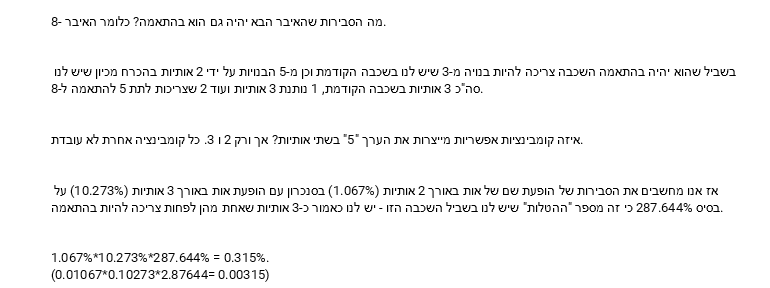 מה הסבירות שהאיבר הבא יהיה גם הוא בהתאמה? כלומר האיבר -8.
בשביל שהוא יהיה בהתאמה השכבה צריכה להיות בנויה מ-3 שיש לנו בשכבה הקודמת וכן מ-5 הבנויות על ידי 2 אותיות בהכרח מכיון שיש לנו
סה"כ 3 אותיות בשכבה הקודמת, 1 נותנת 3 אותיות ועוד 2 שצריכות לתת 5 להתאמה ל-8.
איזה קומבינציות אפשריות מייצרות את הערך "5" בשתי אותיות? אך ורק 2 ו 3. כל קומבינציה אחרת לא עובדת.
אז אנו מחשבים את הסבירות של הופעת שם של אות באורך 2 אותיות (1.067%) בסנכרון עם הופעת אות באורך 3 אותיות (10.273%) על
בסיס 287.644% כי זה מספר "ההטלות" שיש לנו בשביל השכבה הזו - יש לנו כאמור כ-3 אותיות שאחת מהן לפחות צריכה להיות בהתאמה.
1.067%*10.273%*287.644% = 0.315%.
(0.01067*0.10273*2.87644= 0.00315)